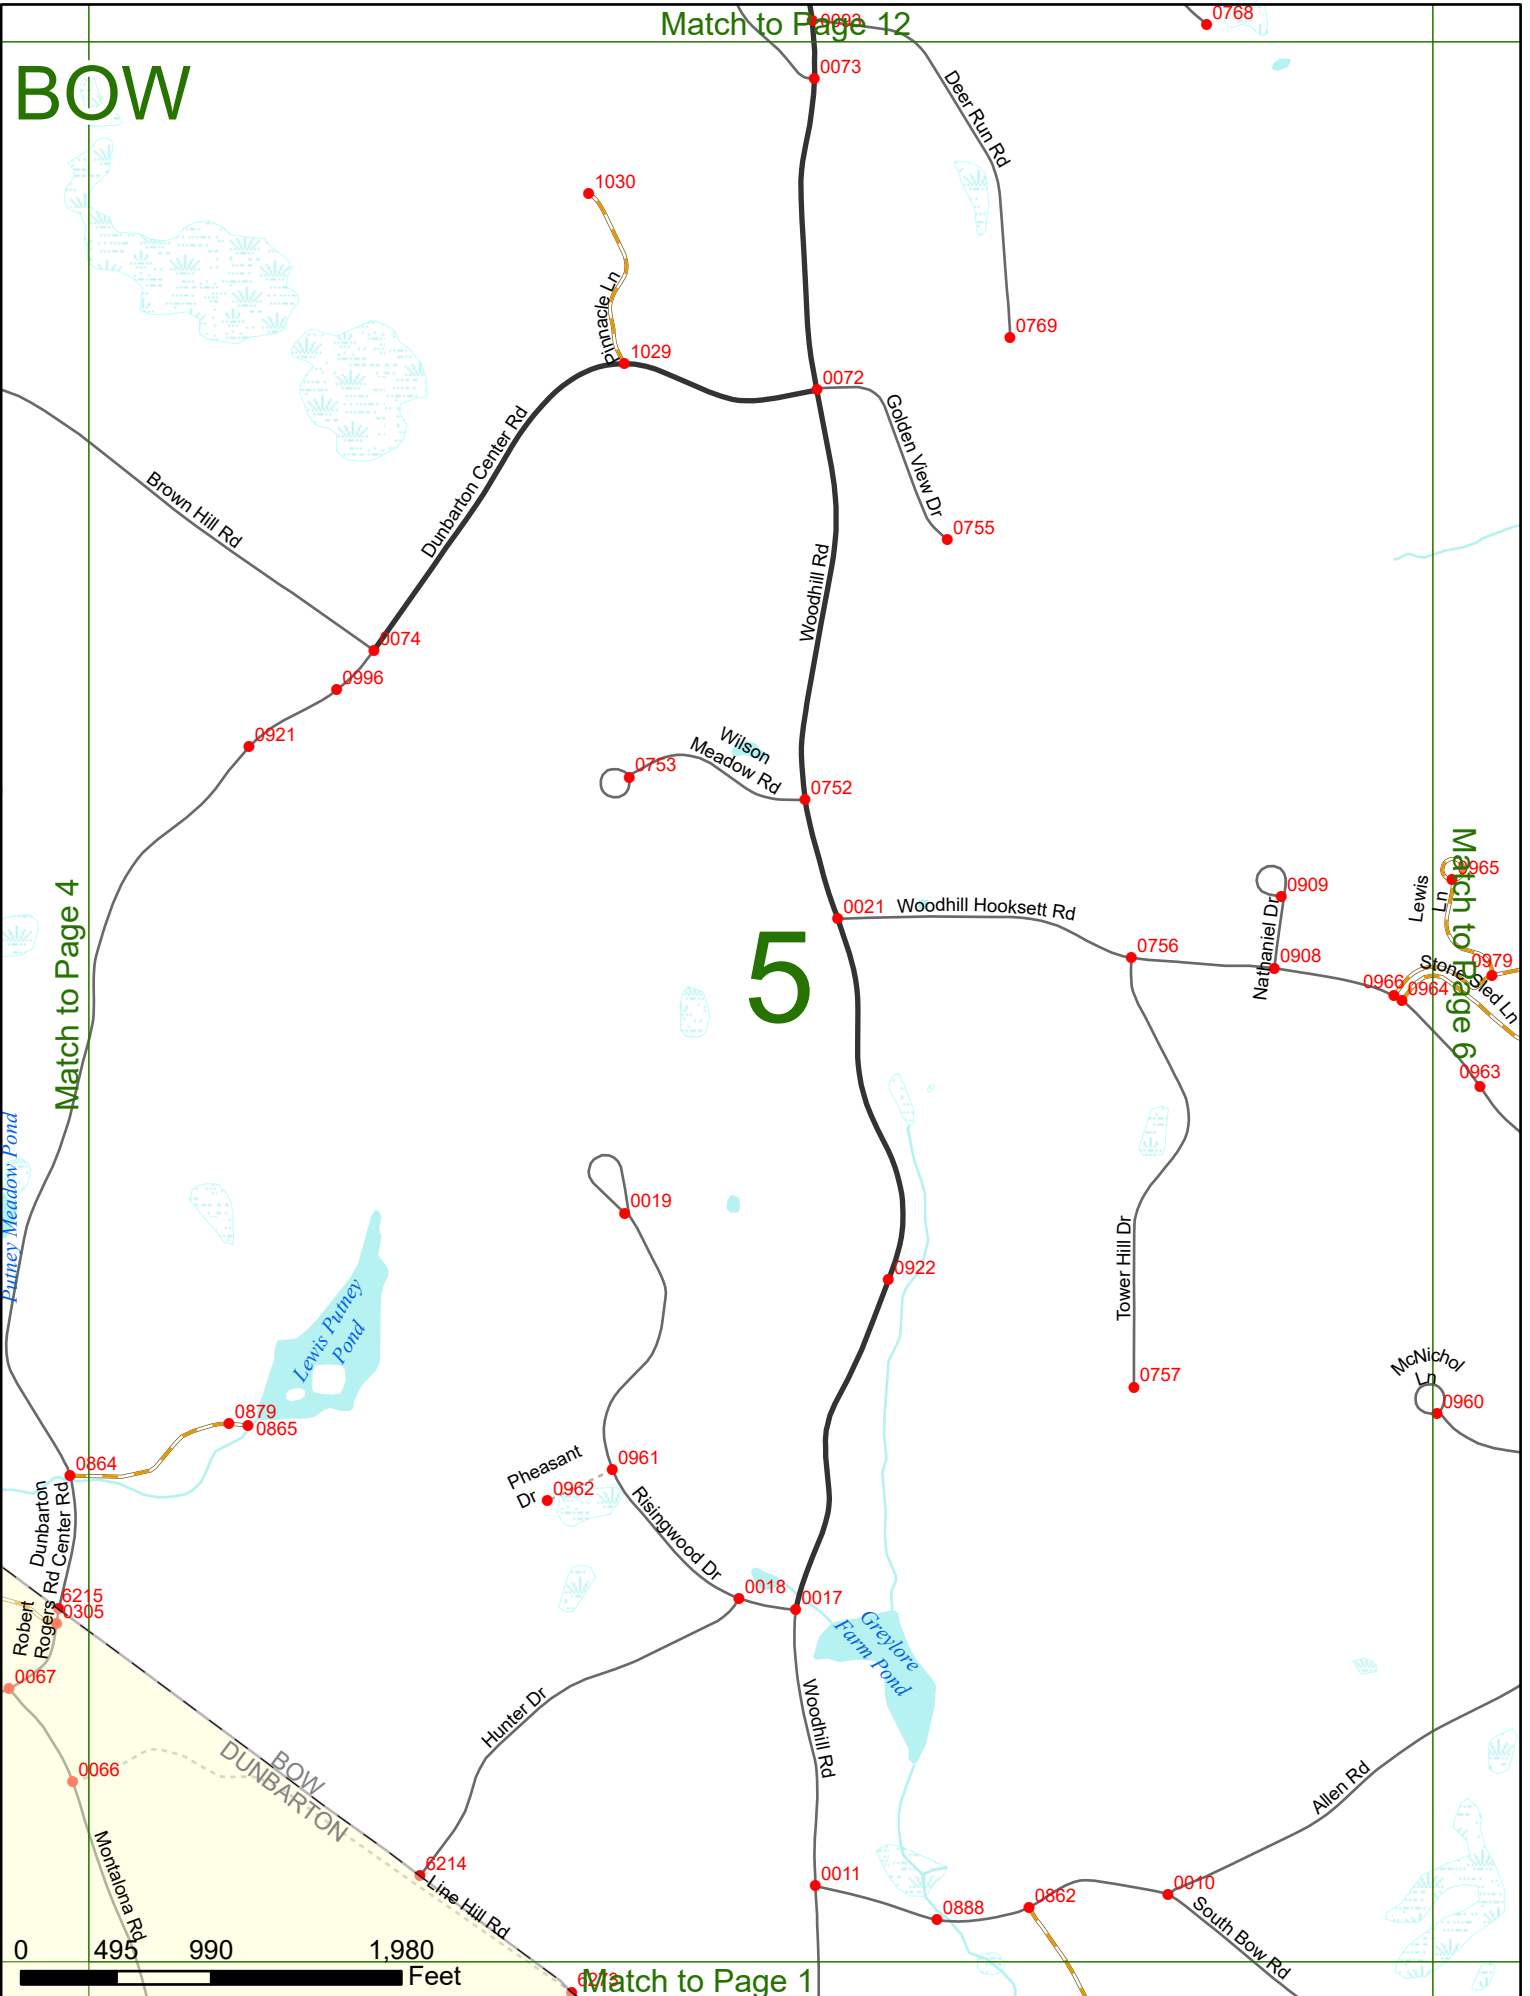 0768
0093
Match to Page 12
BOW
0073
Deer Run Rd
1030
Pinnacle Ln
0769
1029
0072
Golden View Dr
Dunbarton Center Rd
Brown Hill Rd
0755
Woodhill Rd
0074
0996
0921
Wilson
Meadow Rd
0753
0752
Match to Page 4
0021
Woodhill Hooksett Rd
5
0756
0909
Nathaniel Dr
0908
Lewis
Ln
0965
Match to Page 6
0979
Stone Sled Ln
0966
0964
0963
Putney Meadow Pond
0019
0922
Tower Hill Dr
Lewis Putney
Pond
0757
McNichol
Ln
0960
0879
0865
0864
Pheasant
Dr
0961
0962
Risingwood Dr
Dunbarton
Center Rd
0018
0017
6215
0305
Robert
Rogers Rd
Greylore
Farm Pond
0067
Hunter Dr
Woodhill Rd
BOW
DUNBARTON
0066
Allen Rd
Montalona Rd
6214
Line Hill Rd
0011
0888
0862
0010
South Bow Rd
0
495
990
1,980
Feet
6273
Match to Page 1